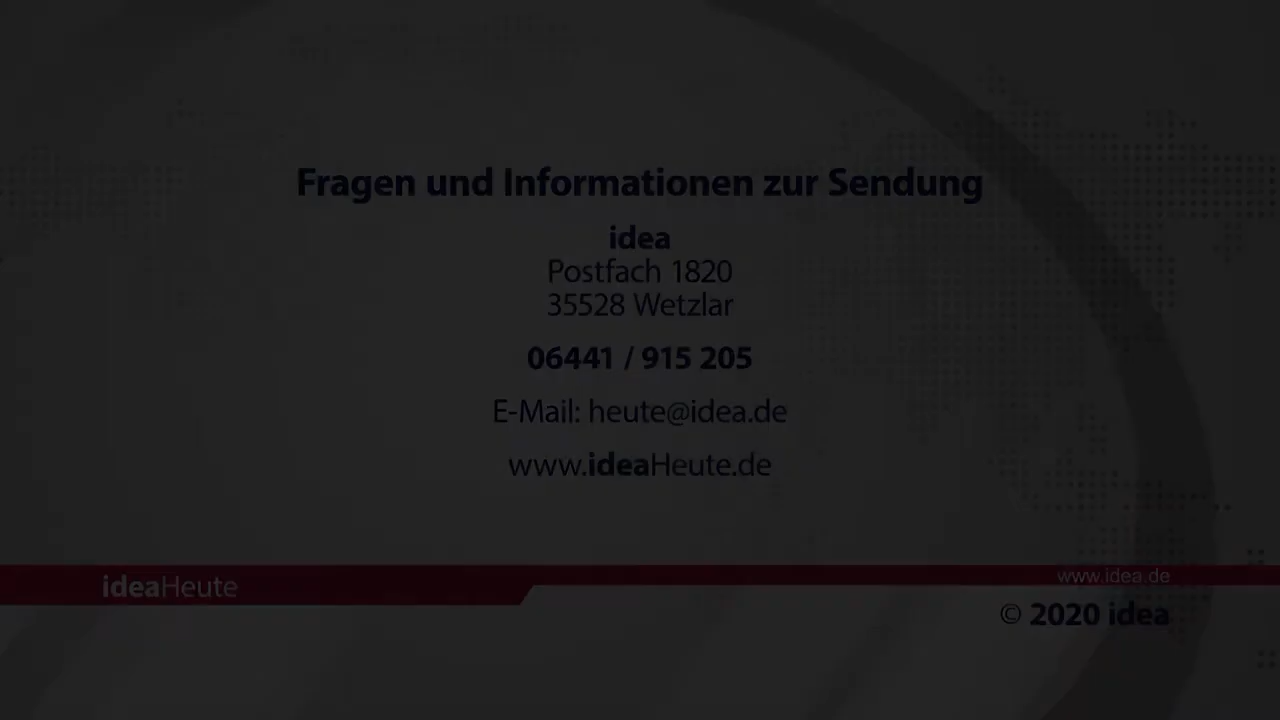 Fragen und Informationen zur Sendung
idea
Postfach 1820
35528 Wetzlar
06441 / 915 205
E-Mail: heute@idea.de
www.ideaHeute.de
ideaHeute
www.idea.de
© 2020 idea